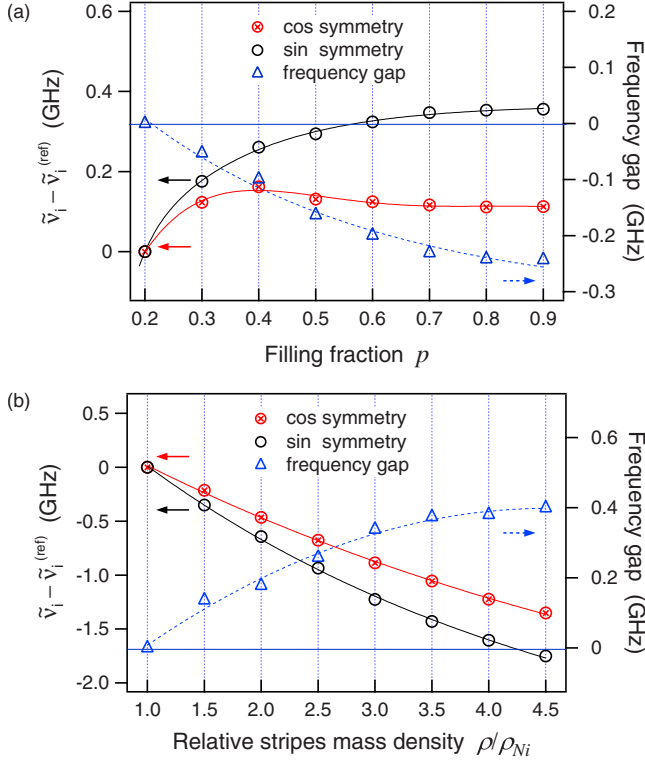 (a)
0.6
0.4
0.2
0
ν̃i – ν̃i(ref) (GHz)
cos symmetry
sin symmetry
frequency gap
0.2
0.1
0
-0.1
-0.2
-0.3
Frequency gap (GHz)
0.2 0.3 0.4 0.5 0.6 0.7 0.8 0.9
Filling fraction p
(b)
0.5
0
-0.5
-1.0
-1.5
-2.0
ν̃i – ν̃i(ref) (GHz)
cos symmetry
sin symmetry
frequency gap
0.6
0.4
0.2
0
Frequency gap (GHz)
1.0 1.5 2.0 2.5 3.0 3.5 4.0 4.5
Relative stripes mass density ρ/ρNi